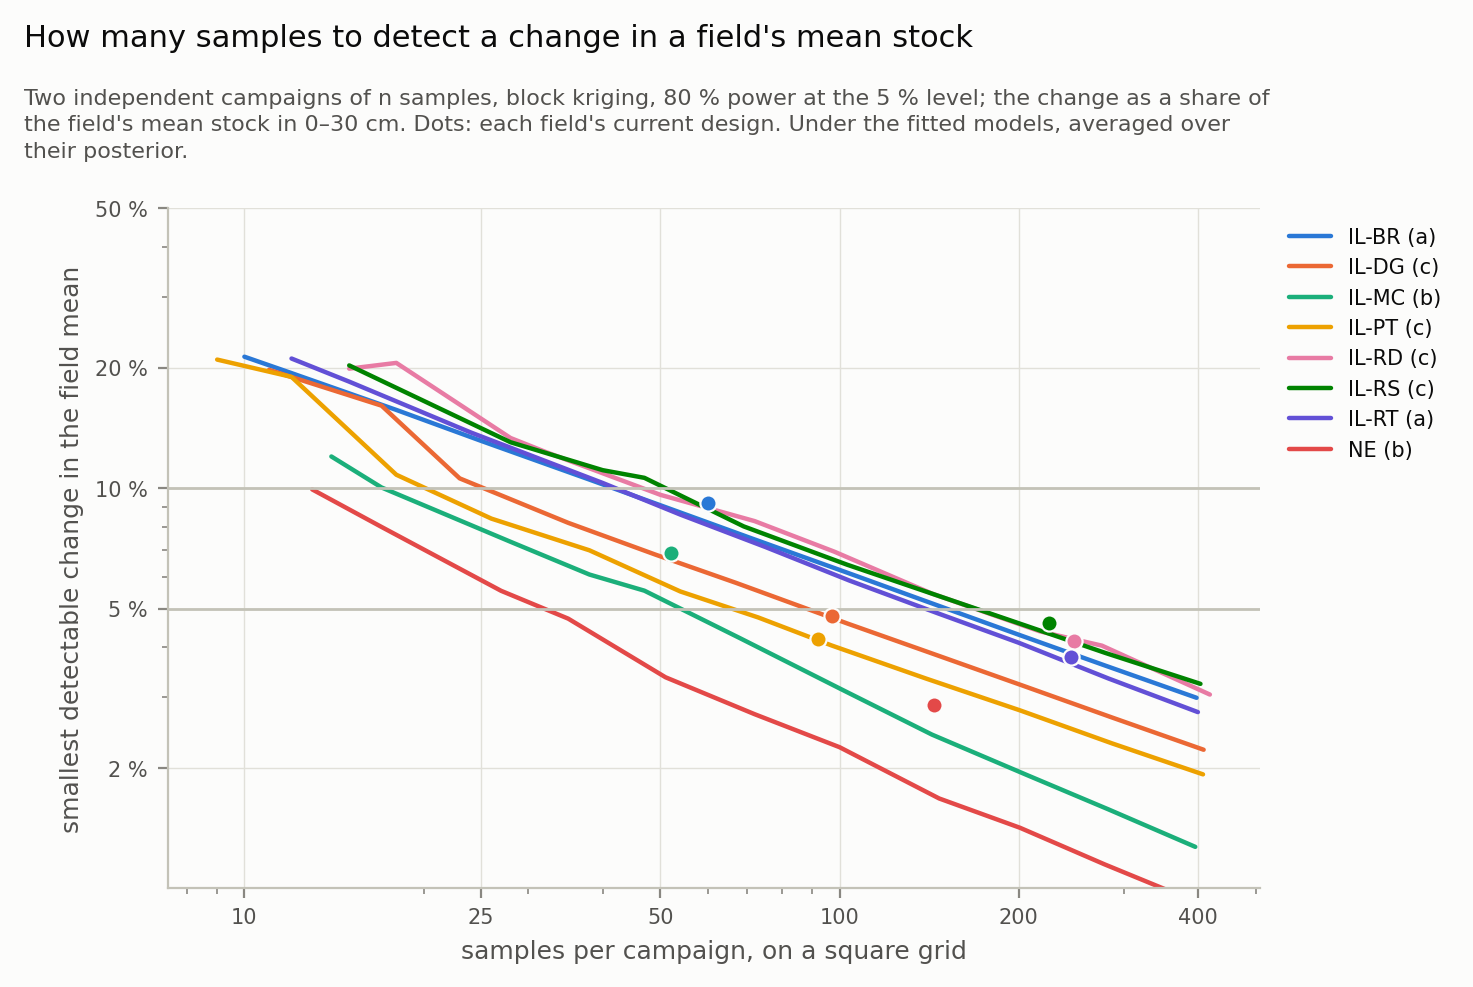 How many samples to detect a change in a field's mean stock
Two independent campaigns of n samples, block kriging, 80 % power at the 5 % level; the change as a share of
the field's mean stock in 0–30 cm. Dots: each field's current design. Under the fitted models, averaged over
their posterior.
50 %
20 %
10 %
5 %
2 %
smallest detectable change in the field mean
10
25
50
100
200
400
samples per campaign, on a square grid
IL-BR (a)
IL-DG (c)
IL-MC (b)
IL-PT (c)
IL-RD (c)
IL-RS (c)
IL-RT (a)
NE (b)